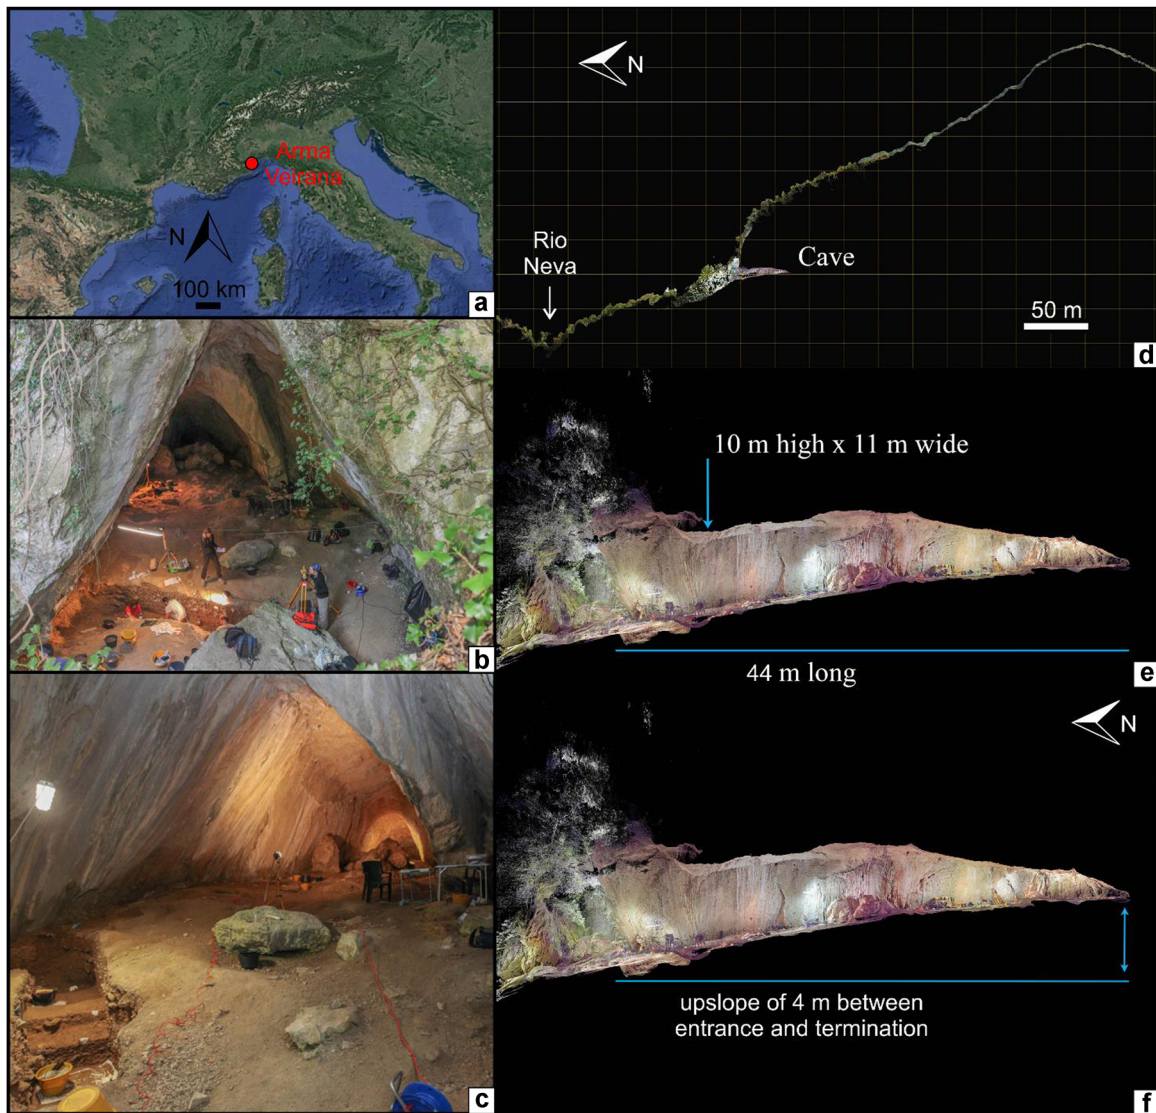 Arma
Veirana
N
100 km
a
b
c
N
Rio
Neva
Cave
50 m
d
10 m high x 11 m wide
44 m long
e
N
upslope of 4 m between
entrance and termination
f